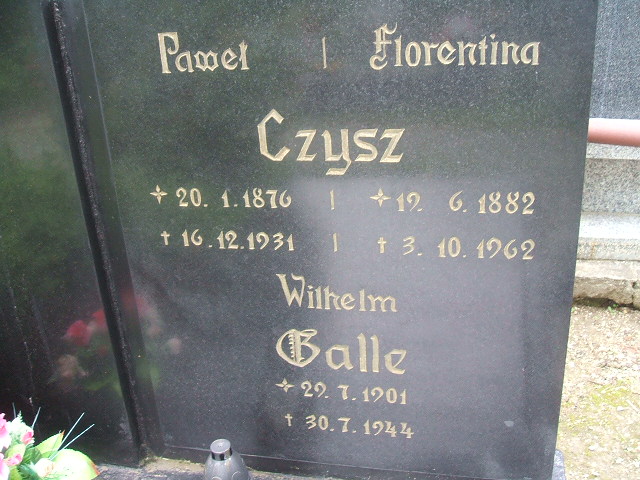 Paweł | Florentina
Czysz
✧ 20. 1. 1876 | ✧ 19. 6. 1882
† 16. 12. 1931 | † 3. 10. 1962
Wilhelm
Galle
✧ 29. 7. 1901
† 30. 7. 1944